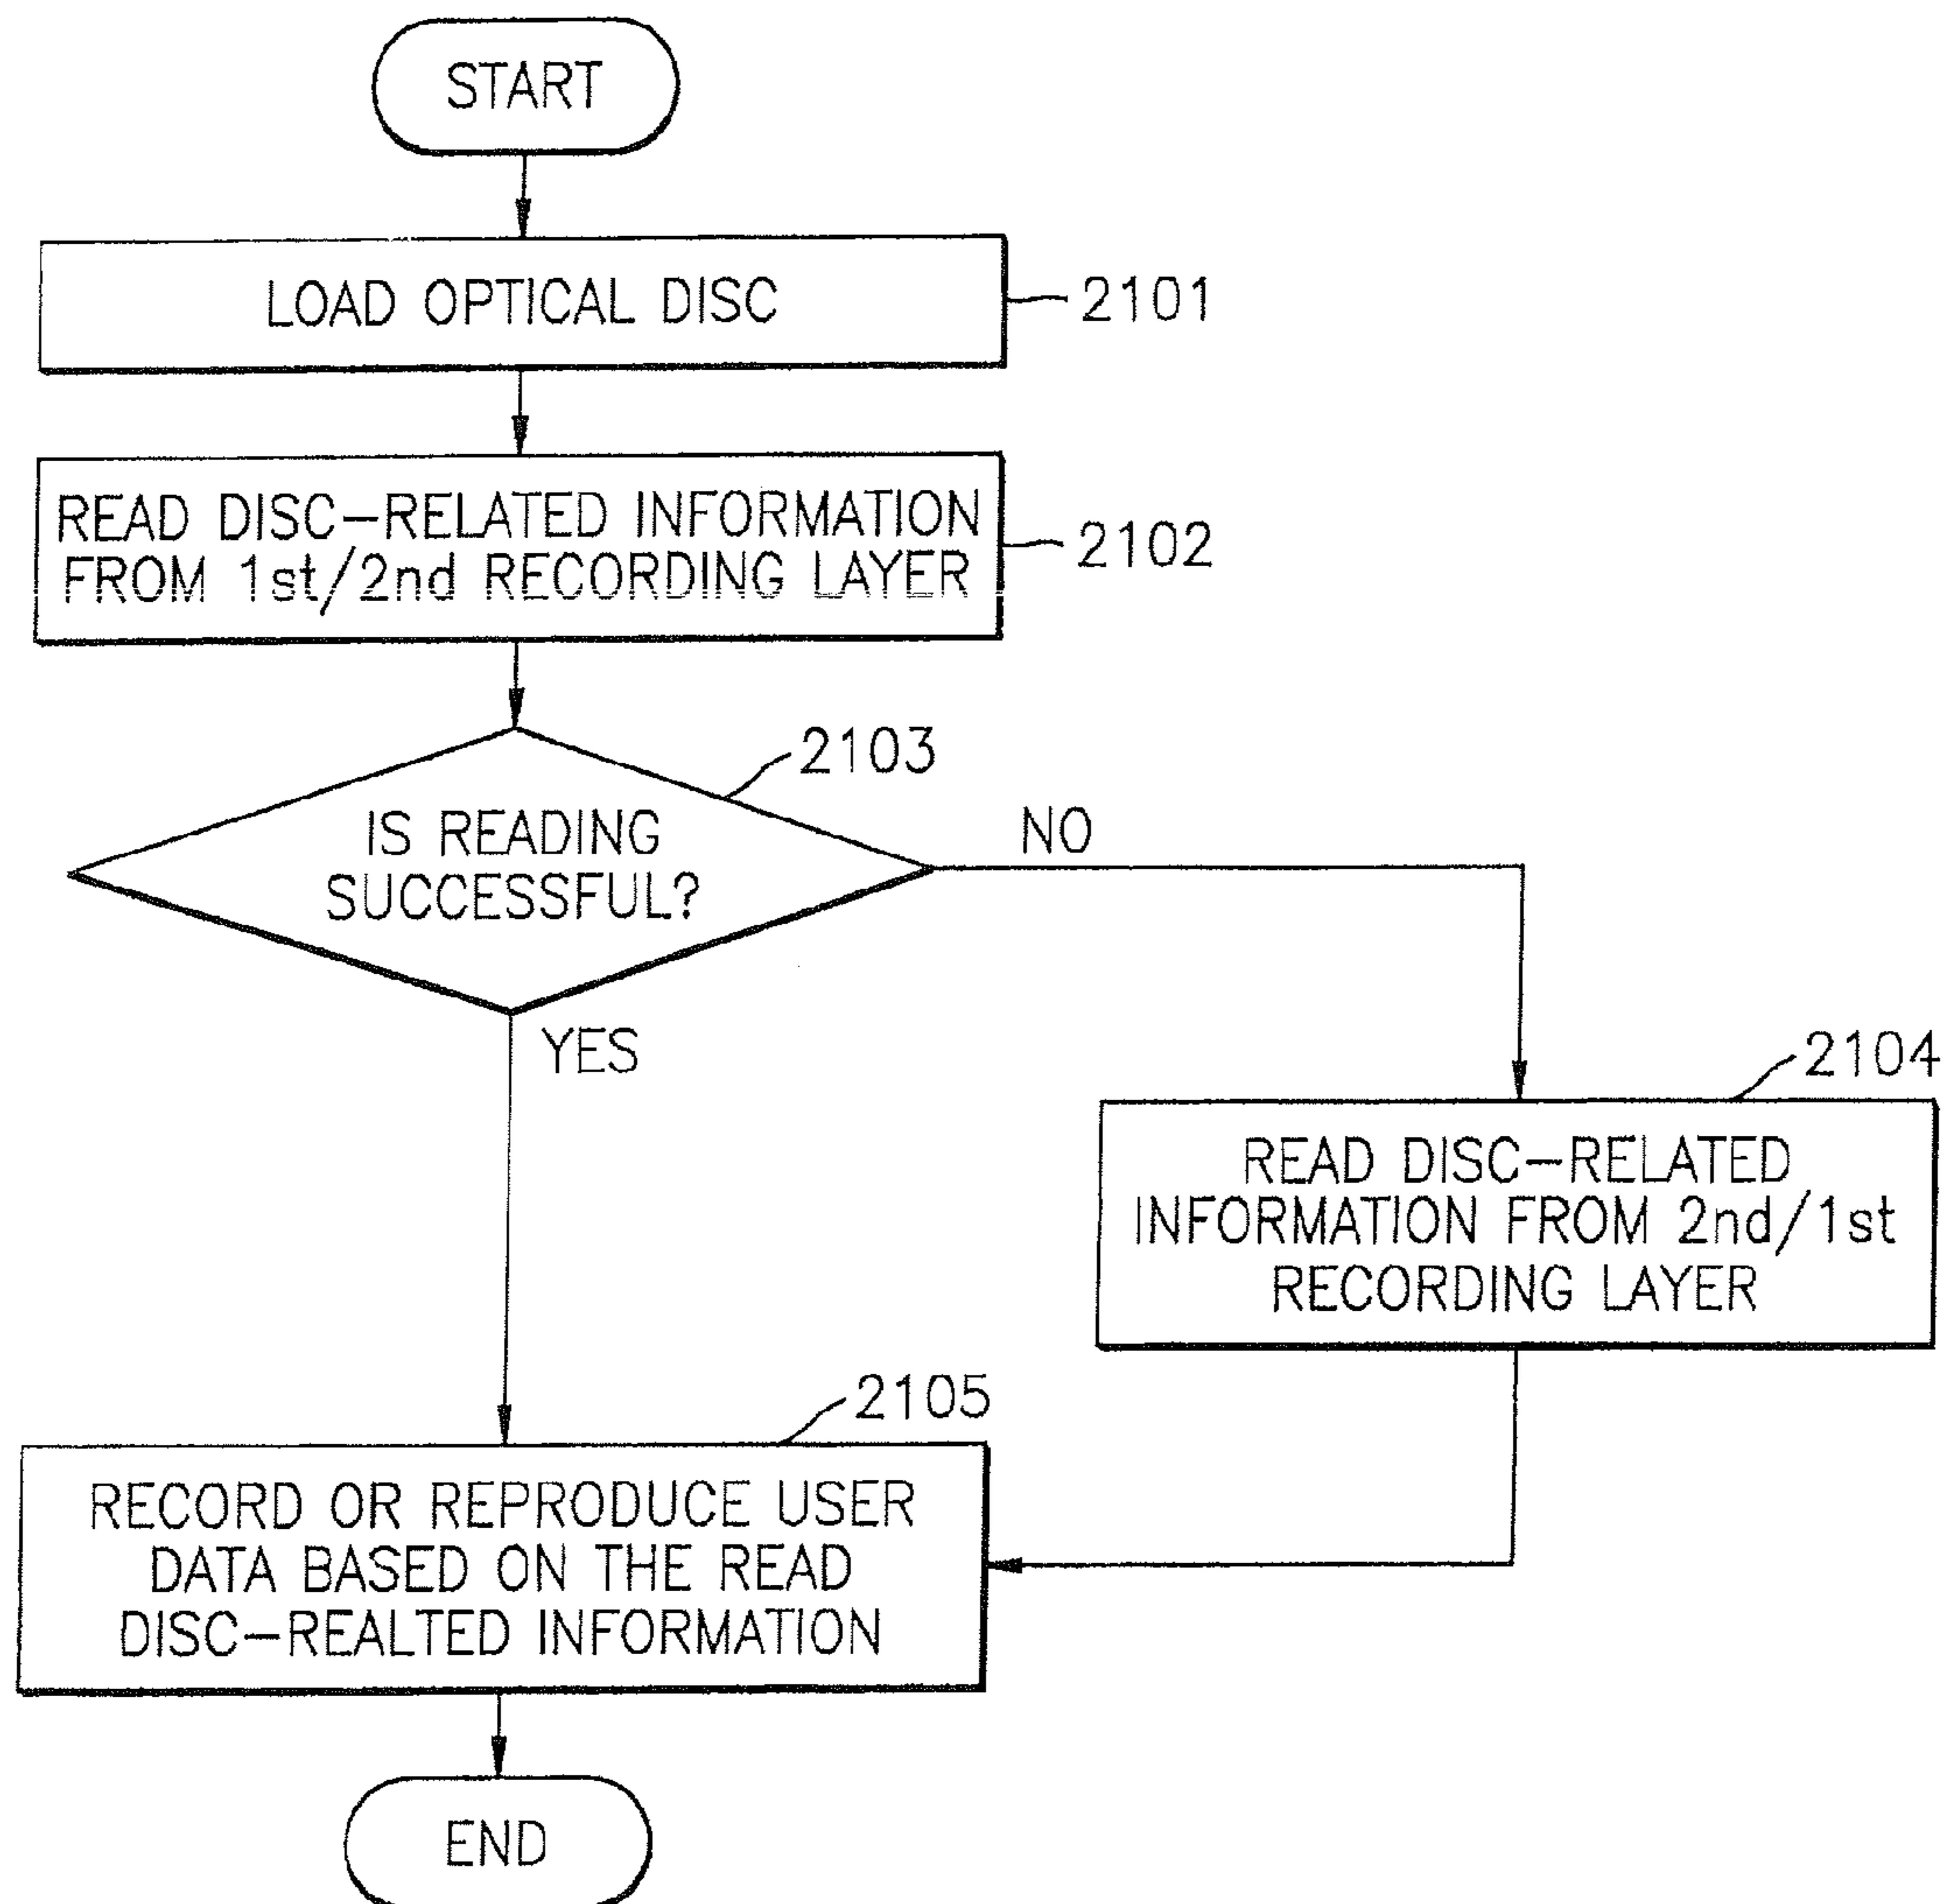 START
LOAD OPTICAL DISC
2101
READ DISC-RELATED INFORMATION
FROM 1st/2nd RECORDING LAYER
2102
2103
IS READING
SUCCESSFUL?
NO
YES
2104
READ DISC-RELATED
INFORMATION FROM 2nd/1st
RECORDING LAYER
2105
RECORD OR REPRODUCE USER
DATA BASED ON THE READ
DISC-REALTED INFORMATION
END